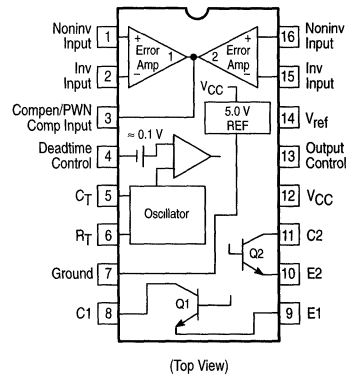 Noninv
Input
1
+
Error
Amp
1
−
Inv
Input
2
2
+
Error
Amp
−
16
Noninv
Input
15
Inv
Input
Compen/PWN
Comp Input
3
VCC
5.0 V
REF
14
Vref
≈ 0.1 V
Deadtime
Control
4
13
Output
Control
CT
5
Oscillator
12
VCC
RT
6
11
C2
Q2
Ground
7
10
E2
C1
8
Q1
9
E1
(Top View)